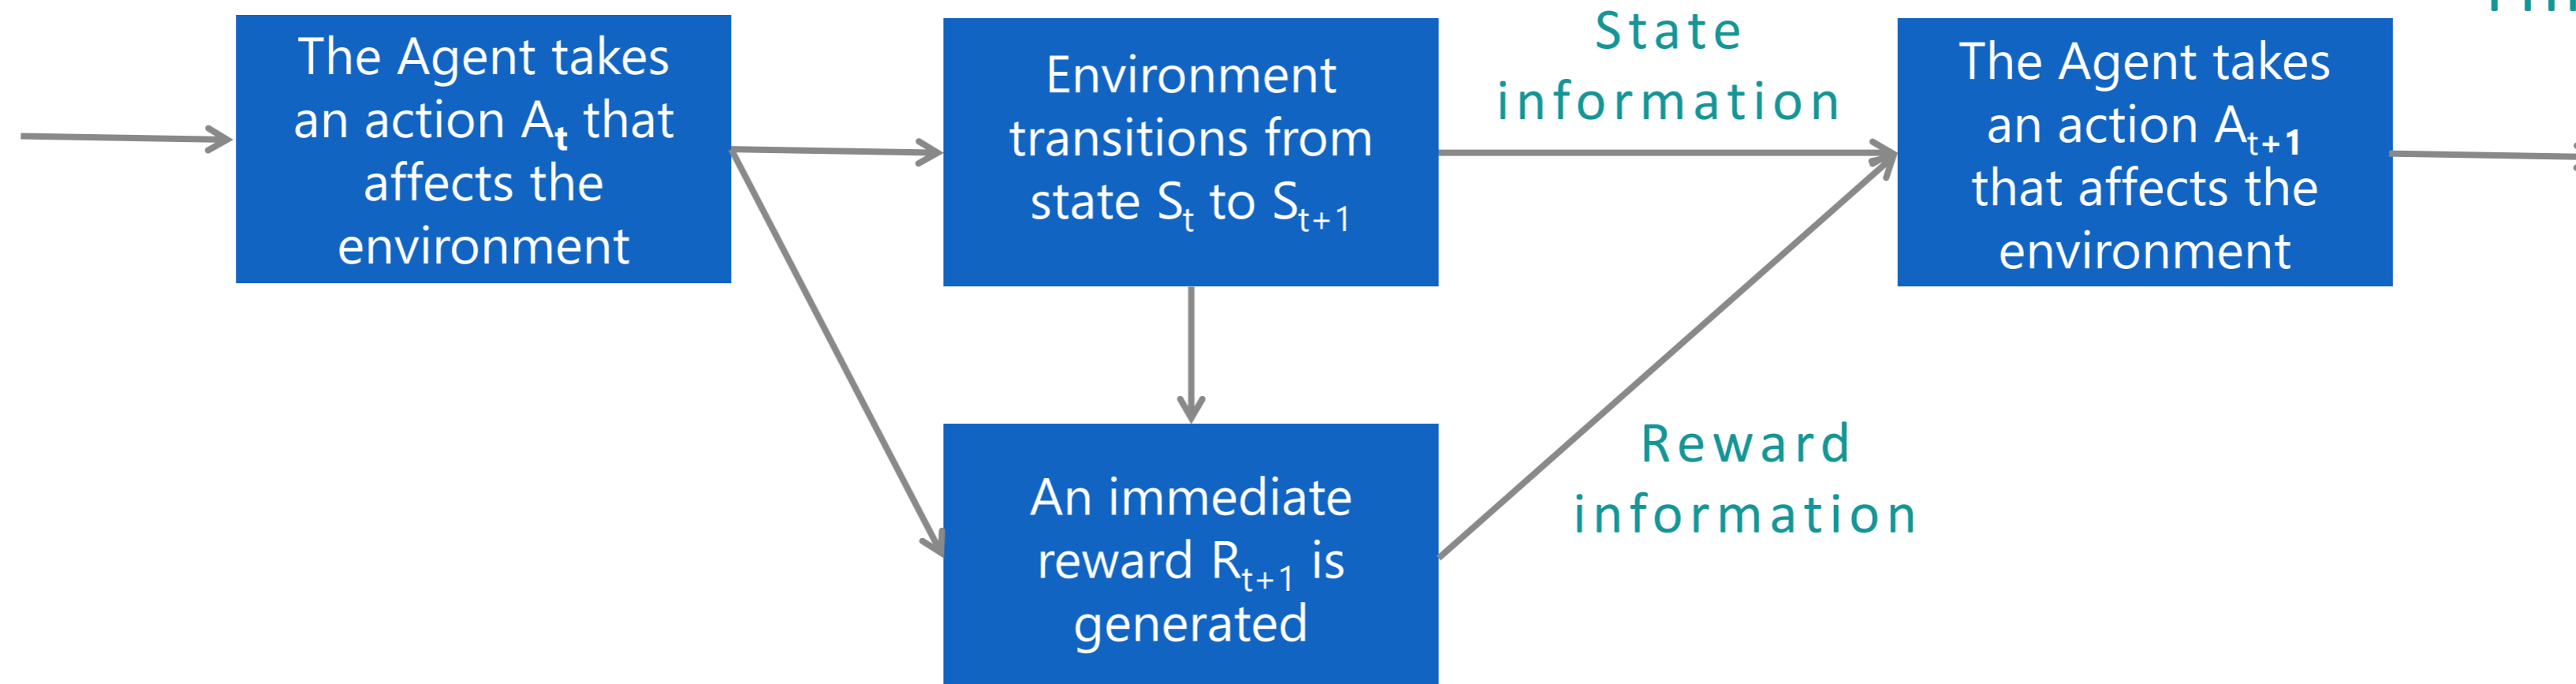 The Agent takes
an action Aₜ that
affects the
environment
Environment
transitions from
state Sₜ to Sₜ₊₁
State
information
The Agent takes
an action Aₜ₊₁
that affects the
environment
An immediate
reward Rₜ₊₁ is
generated
Reward
information